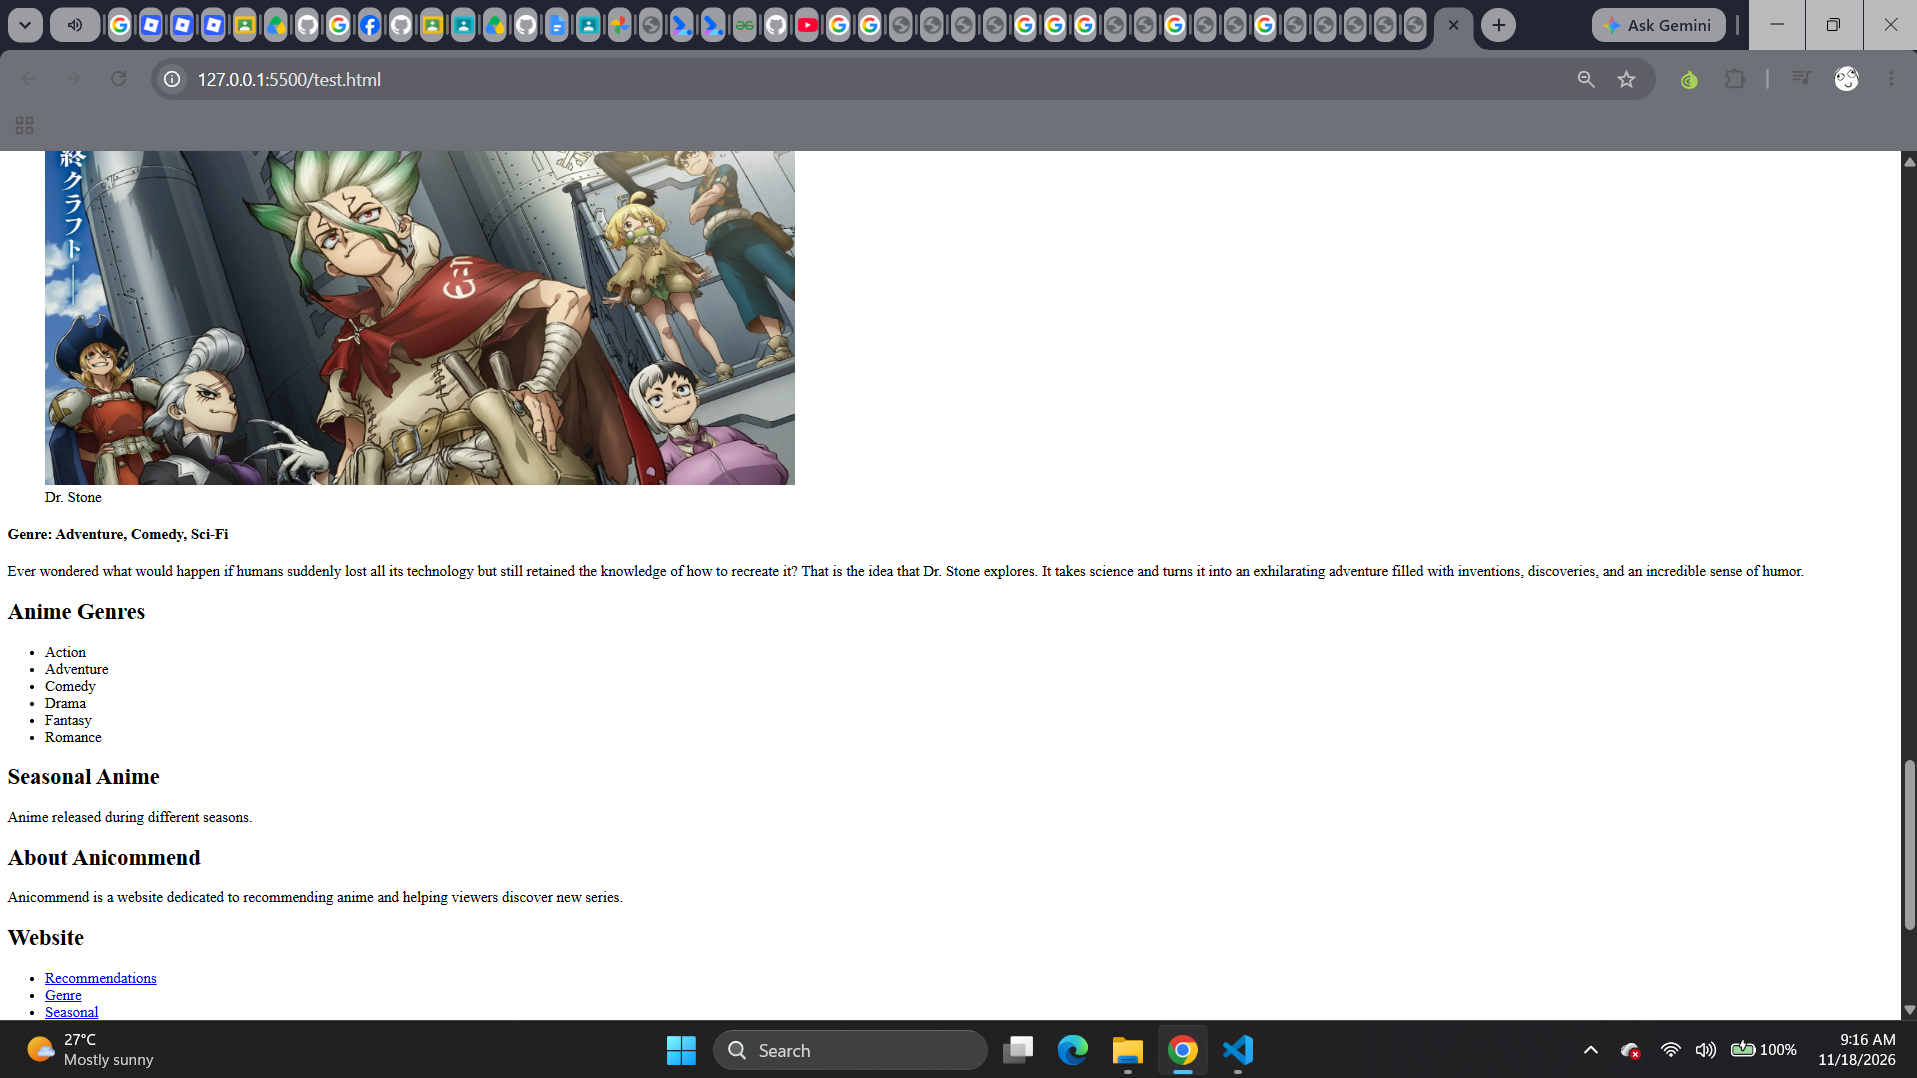 Ask Gemini
127.0.0.1:5500/test.html
終クラフト
Dr. Stone
Genre: Adventure, Comedy, Sci-Fi
Ever wondered what would happen if humans suddenly lost all its technology but still retained the knowledge of how to recreate it? That is the idea that Dr. Stone explores. It takes science and turns it into an exhilarating adventure filled with inventions, discoveries, and an incredible sense of humor.
Anime Genres
• Action
• Adventure
• Comedy
• Drama
• Fantasy
• Romance
Seasonal Anime
Anime released during different seasons.
About Anicommend
Anicommend is a website dedicated to recommending anime and helping viewers discover new series.
Website
• Recommendations
• Genre
• Seasonal
27°C
Mostly sunny
Search
100%
9:16 AM
11/18/2026